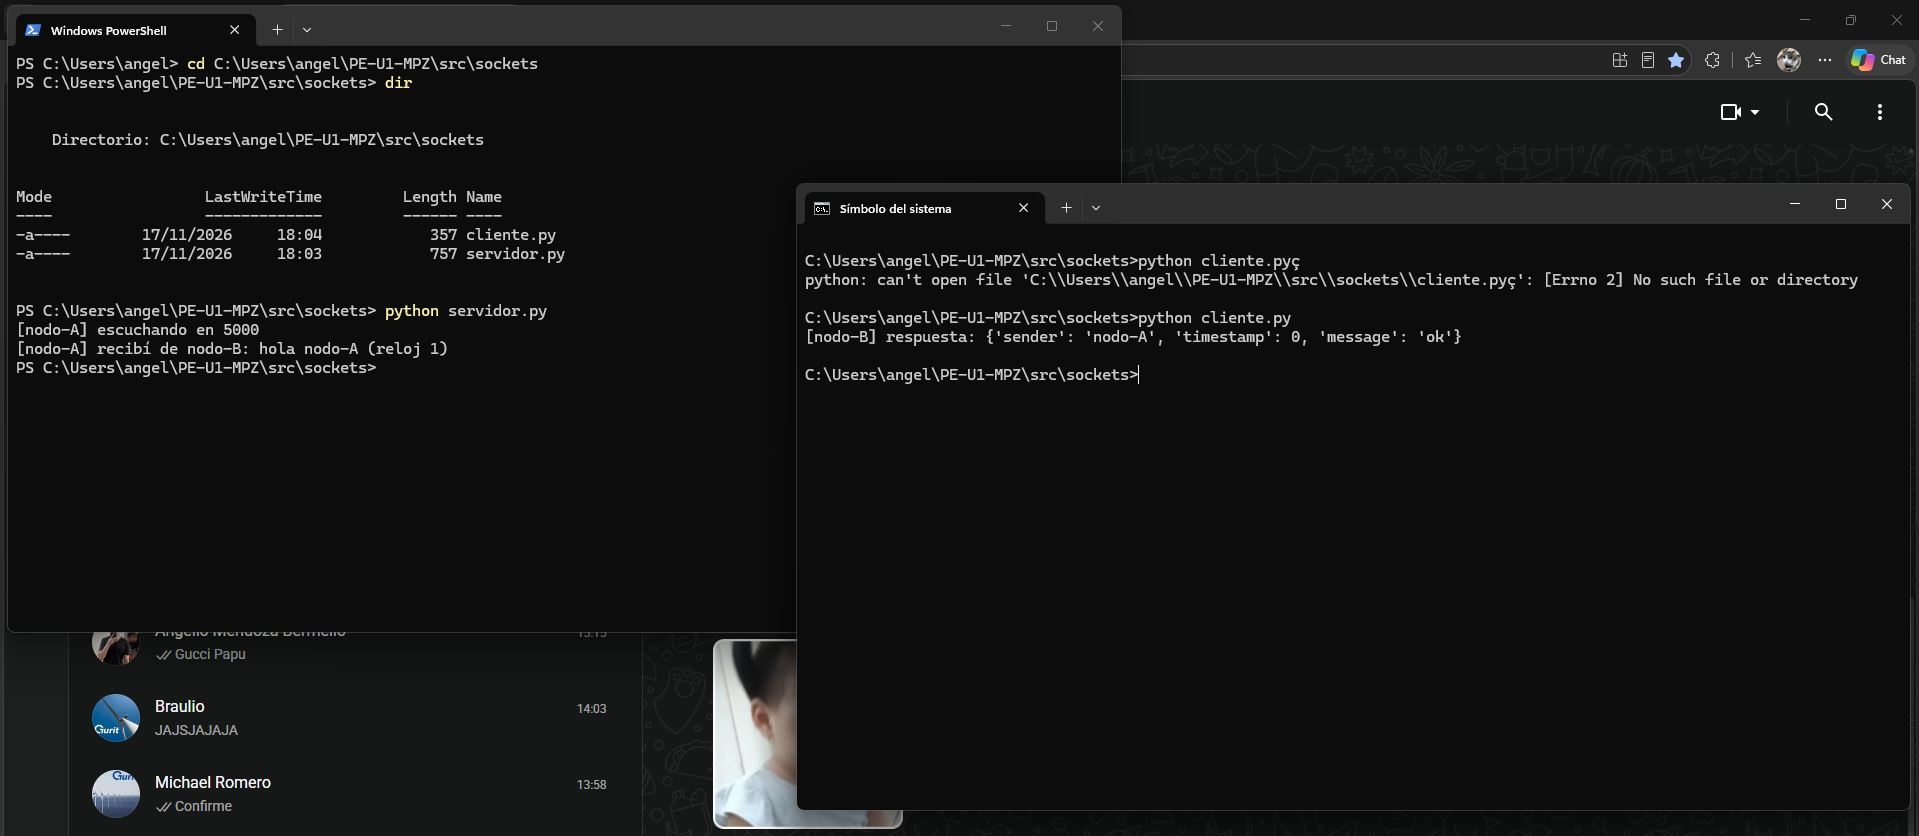 Windows PowerShell
PS C:\Users\angel> cd C:\Users\angel\PE-U1-MPZ\src\sockets
PS C:\Users\angel\PE-U1-MPZ\src\sockets> dir
Directorio: C:\Users\angel\PE-U1-MPZ\src\sockets
Mode LastWriteTime Length Name
---- ------------- ------ ----
-a---- 17/11/2026 18:04 357 cliente.py
-a---- 17/11/2026 18:03 757 servidor.py
PS C:\Users\angel\PE-U1-MPZ\src\sockets> python servidor.py
[nodo-A] escuchando en 5000
[nodo-A] recibí de nodo-B: hola nodo-A (reloj 1)
PS C:\Users\angel\PE-U1-MPZ\src\sockets>
Chat
Símbolo del sistema
C:\Users\angel\PE-U1-MPZ\src\sockets>python cliente.pyç
python: can't open file 'C:\\Users\\angel\\PE-U1-MPZ\\src\\sockets\\cliente.pyç': [Errno 2] No such file or directory
C:\Users\angel\PE-U1-MPZ\src\sockets>python cliente.py
[nodo-B] respuesta: {'sender': 'nodo-A', 'timestamp': 0, 'message': 'ok'}
C:\Users\angel\PE-U1-MPZ\src\sockets>
Gucci Papu
Braulio 14:03
JAJSJAJAJA
Gurit
Michael Romero 13:58
Confirme